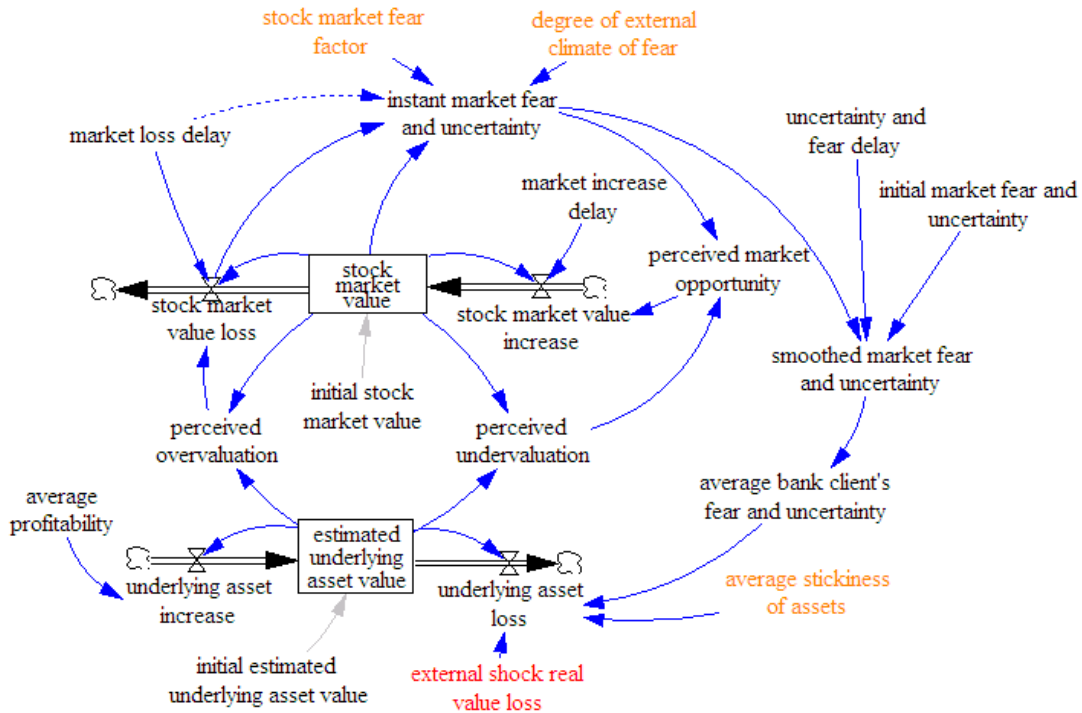 stock market fear
factor
degree of external
climate of fear
instant market fear
and uncertainty
market loss delay
uncertainty and
fear delay
market increase
delay
initial market fear and
uncertainty
perceived market
opportunity
stock
market
value
stock market
value loss
stock market value
increase
smoothed market fear
and uncertainty
initial stock
market value
perceived
overvaluation
perceived
undervaluation
average bank client's
fear and uncertainty
average
profitability
estimated
underlying
asset value
underlying asset
increase
underlying asset
loss
average stickiness
of assets
initial estimated
underlying asset value
external shock real
value loss